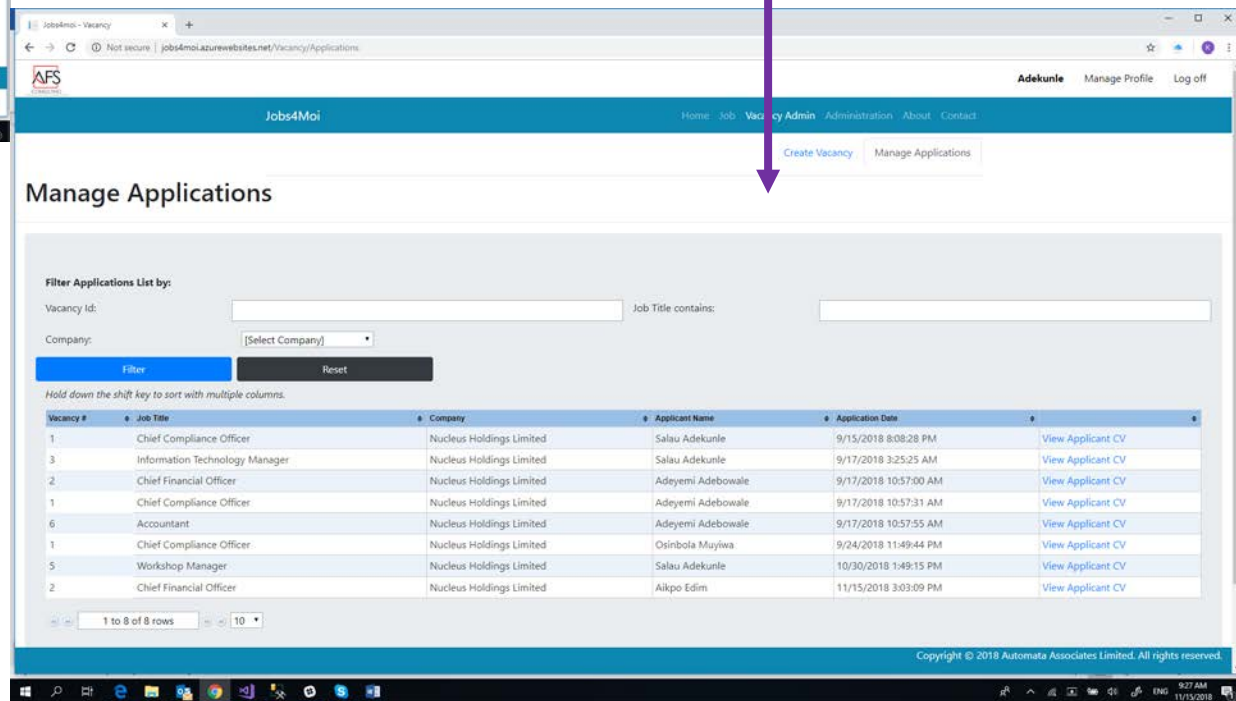 Jobs4moi - Vacancy
Not secure | jobs4moi.azurewebsites.net/Vacancy/Applications
AFS
CONSULTING
Adekunle Manage Profile Log off
Jobs4Moi Home Job Vacancy Admin Administration About Contact
Create Vacancy Manage Applications
Manage Applications
Filter Applications List by:
Vacancy Id: Job Title contains:
Company: [Select Company]
Filter Reset
Hold down the shift key to sort with multiple columns.
Vacancy # Job Title Company Applicant Name Application Date
1 Chief Compliance Officer Nucleus Holdings Limited Salau Adekunle 9/15/2018 8:08:28 PM View Applicant CV
3 Information Technology Manager Nucleus Holdings Limited Salau Adekunle 9/17/2018 3:25:25 AM View Applicant CV
2 Chief Financial Officer Nucleus Holdings Limited Adeyemi Adebowale 9/17/2018 10:57:00 AM View Applicant CV
1 Chief Compliance Officer Nucleus Holdings Limited Adeyemi Adebowale 9/17/2018 10:57:31 AM View Applicant CV
6 Accountant Nucleus Holdings Limited Adeyemi Adebowale 9/17/2018 10:57:55 AM View Applicant CV
1 Chief Compliance Officer Nucleus Holdings Limited Osinbola Muyiwa 9/24/2018 11:49:44 PM View Applicant CV
5 Workshop Manager Nucleus Holdings Limited Salau Adekunle 10/30/2018 1:49:15 PM View Applicant CV
2 Chief Financial Officer Nucleus Holdings Limited Aikpo Edim 11/15/2018 3:03:09 PM View Applicant CV
1 to 8 of 8 rows 10
Copyright © 2018 Automata Associates Limited. All rights reserved.
ENG 9:27 AM
11/15/2018